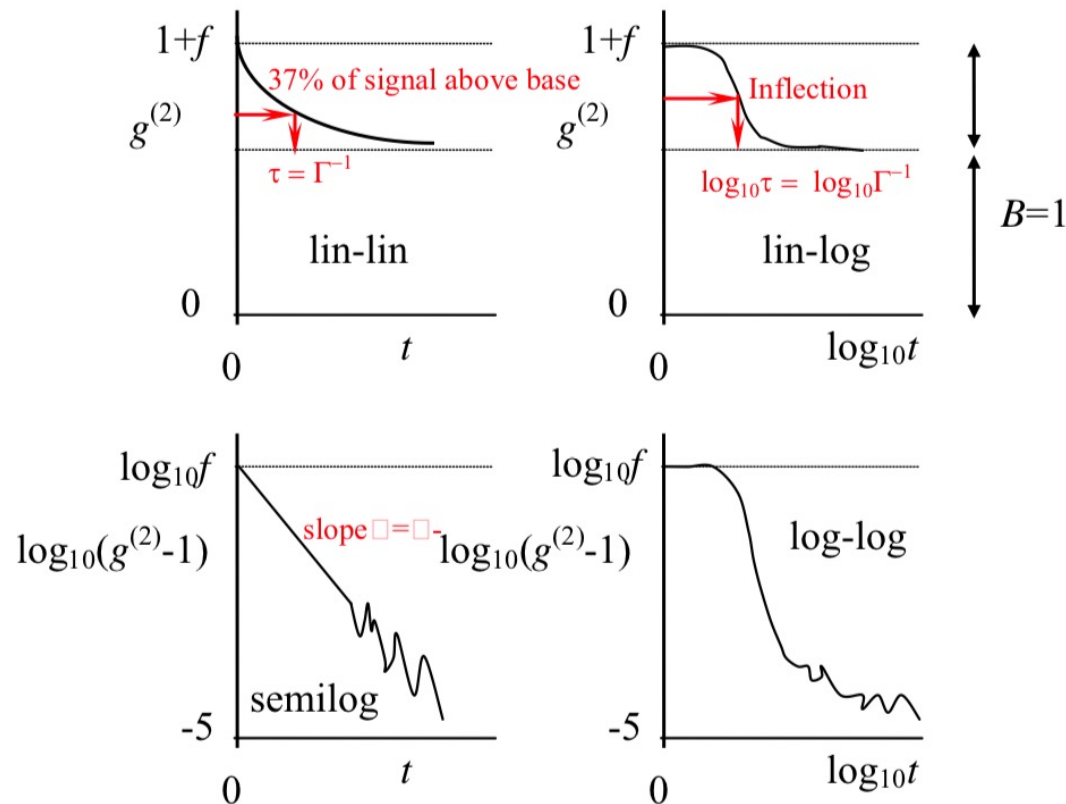 1+f
37% of signal above base
g⁽²⁾
τ = Γ⁻¹
lin-lin
0
0
t
1+f
Inflection
g⁽²⁾
log₁₀τ = log₁₀Γ⁻¹
lin-log
0
0
log₁₀t
B=1
log₁₀f
log₁₀(g⁽²⁾-1)
slope □=□-
semilog
-5
0
t
log₁₀f
log₁₀(g⁽²⁾-1)
log-log
-5
0
log₁₀t